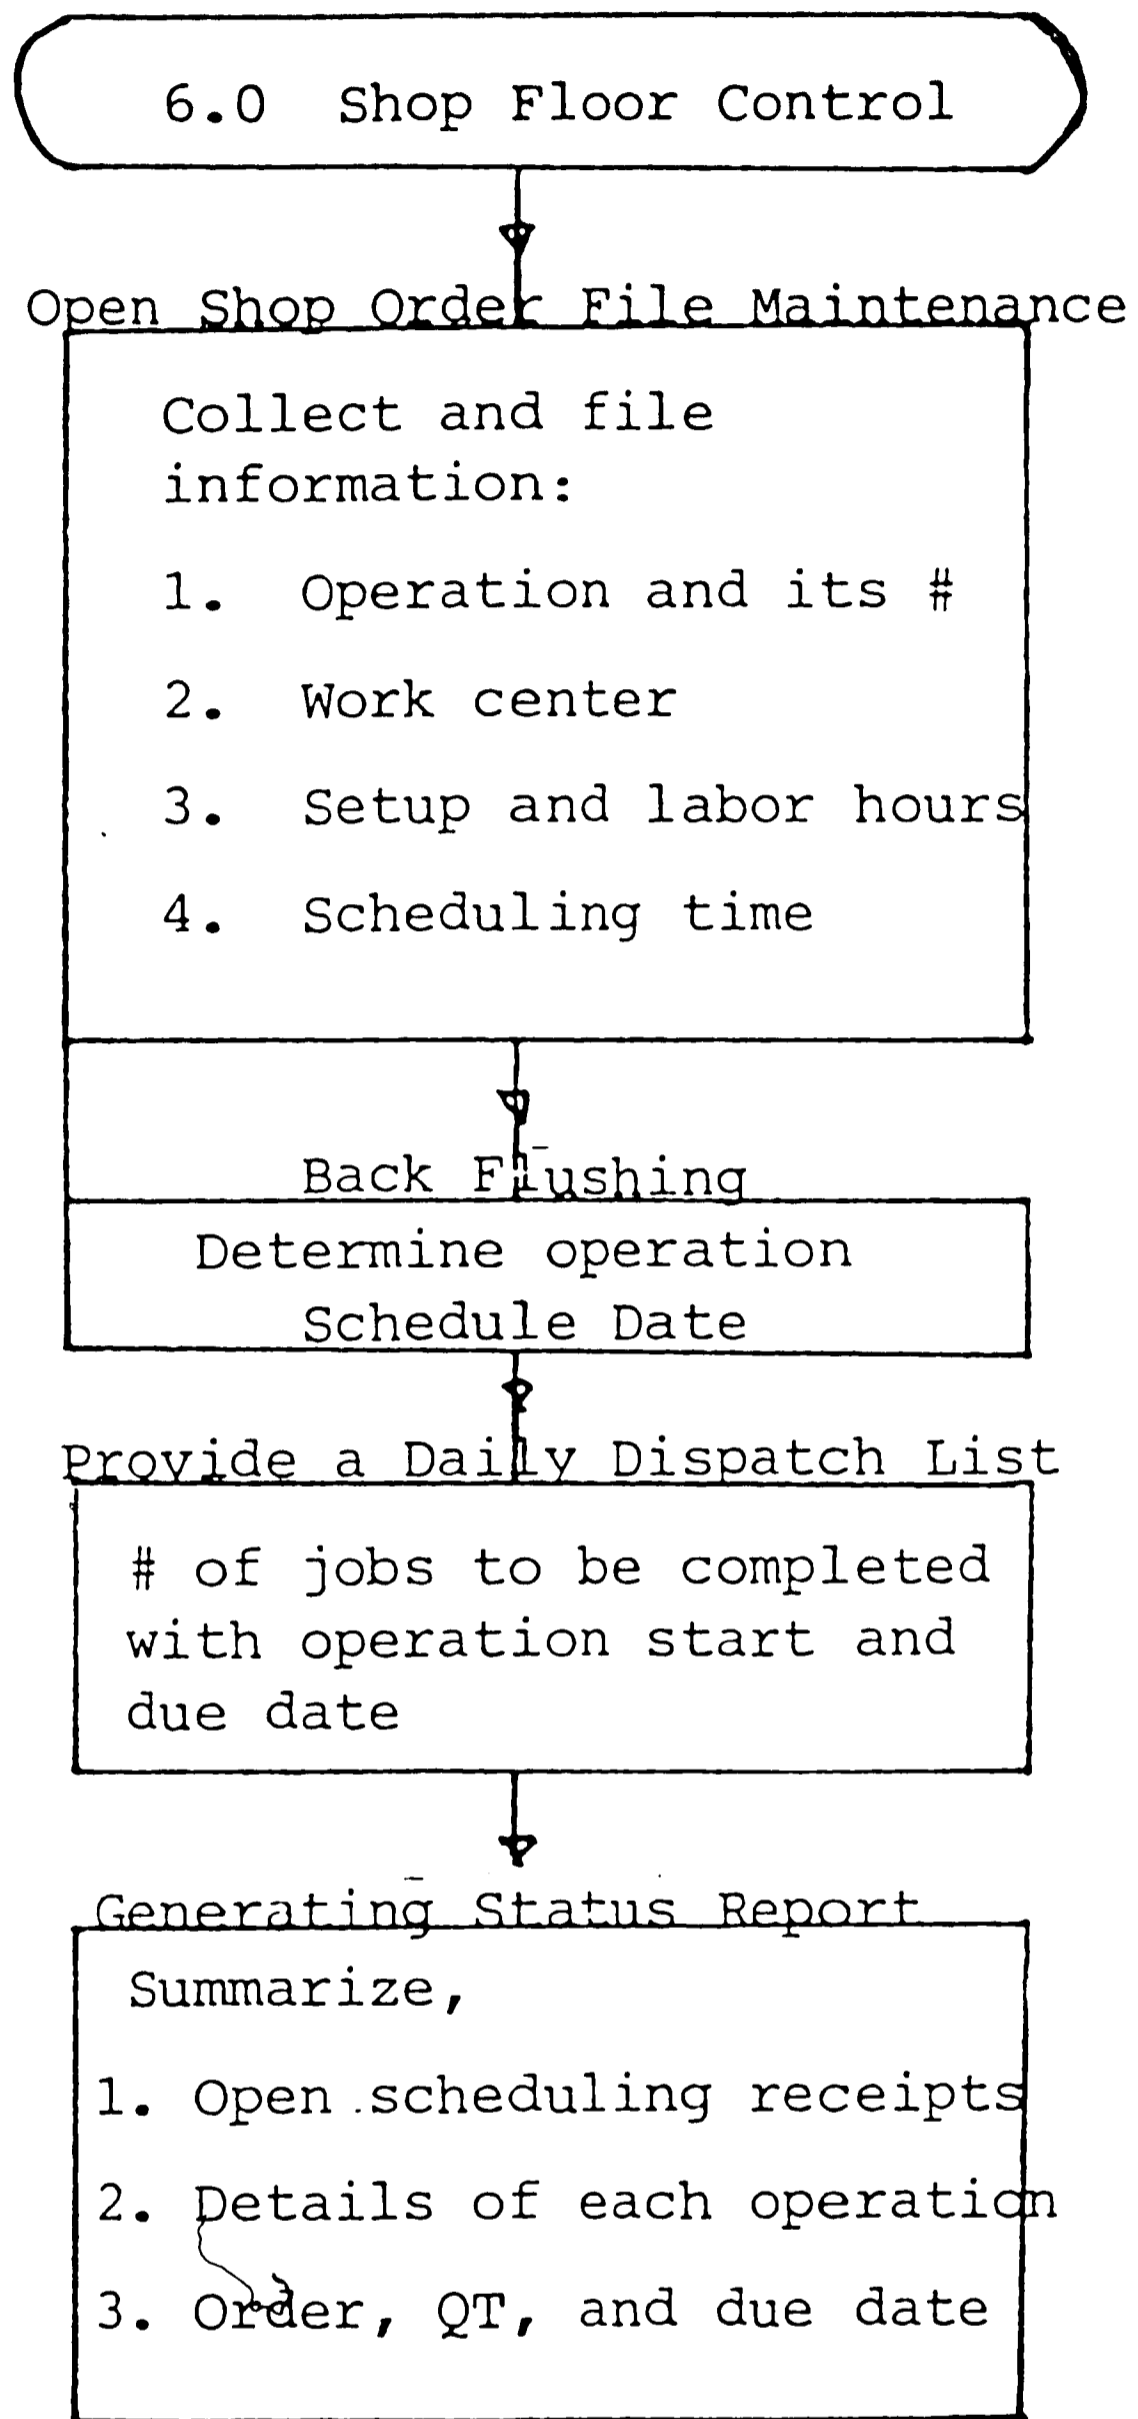 6.0 Shop Floor Control
Open Shop Order File Maintenance
Collect and file
information:
1. Operation and its #
2. Work center
3. Setup and labor hours
4. Scheduling time
Back Flushing
Determine operation
Schedule Date
Provide a Daily Dispatch List
# of jobs to be completed
with operation start and
due date
Generating Status Report
Summarize,
1. Open scheduling receipts
2. Details of each operation
3. Order, QT, and due date